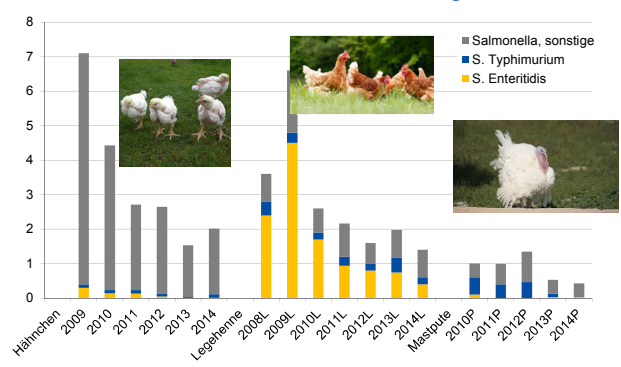 8
7
6
5
4
3
2
1
0
Salmonella, sonstige
S. Typhimurium
S. Enteritidis
Hähnchen
2009
2010
2011
2012
2013
2014
Legehenne
2008L
2009L
2010L
2011L
2012L
2013L
2014L
Mastpute
2010P
2011P
2012P
2013P
2014P